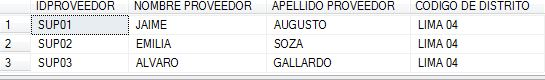 IDPROVEEDOR NOMBRE PROVEEDOR APELLIDO PROVEEDOR CODIGO DE DISTRITO
1 SUP01 JAIME AUGUSTO LIMA 04
2 SUP02 EMILIA SOZA LIMA 04
3 SUP03 ALVARO GALLARDO LIMA 04